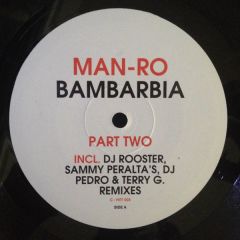 MAN-RO
BAMBARBIA
PART TWO
INCL. DJ ROOSTER,
SAMMY PERALTA'S, DJ
PEDRO & TERRY G.
REMIXES
SIDE A